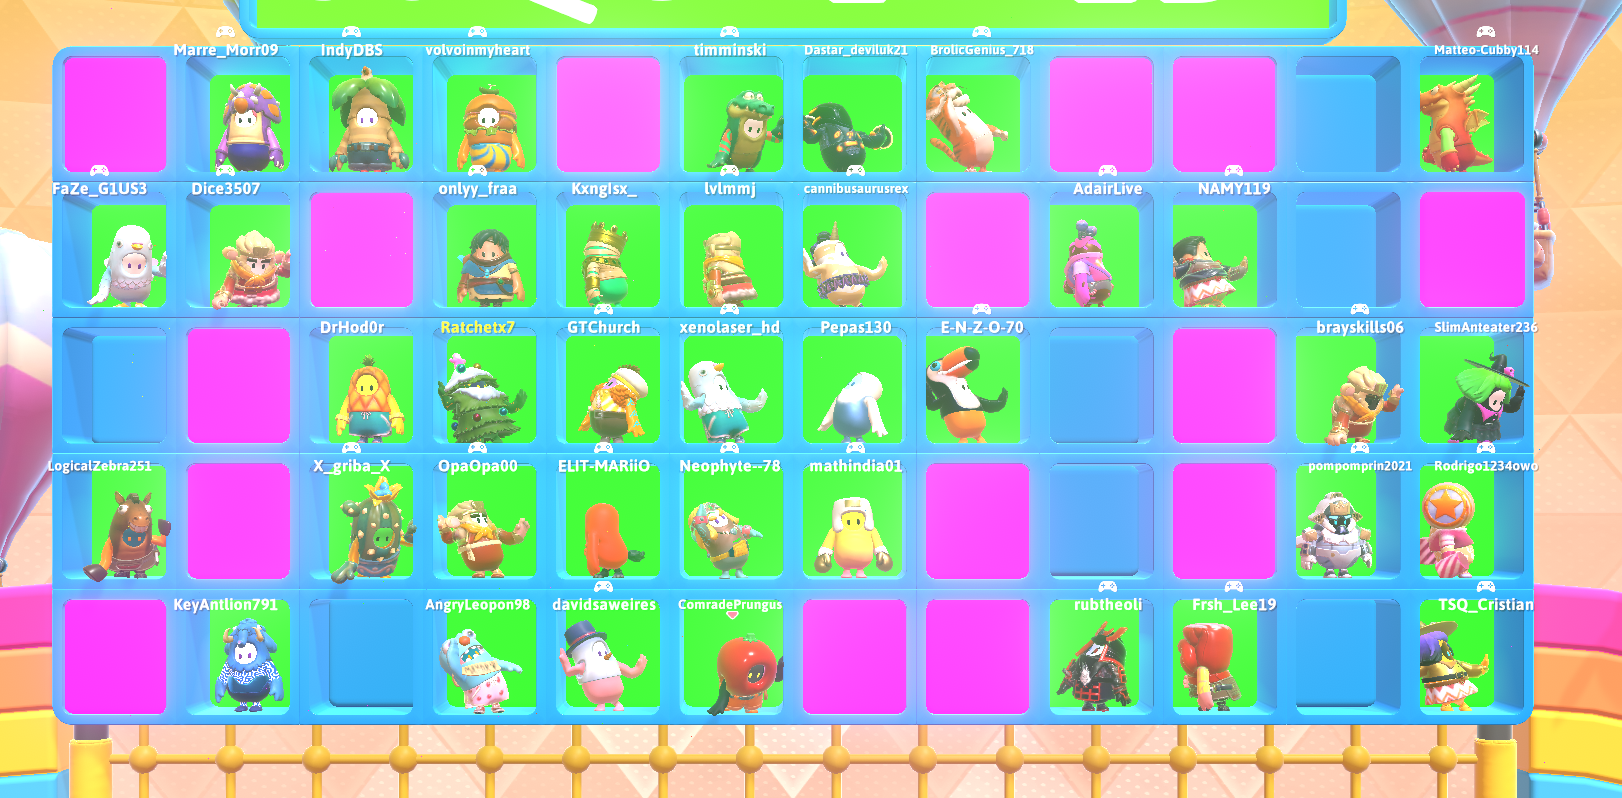 Marre_Morr09 IndyDBS volvoinmyheart timminski Dastar_deviluk21 BrolicGenius_718 Matteo-Cubby114
FaZe_G1US3 Dice3507 onlyy_fraa Kxnglsx_ lvlmmj cannibusaurusrex AdairLive NAMY119
DrHod0r Ratchetx7 GTChurch xenolaser_hd Pepas130 E-N-Z-O-70 brayskills06 SlimAnteater236
LogicalZebra251 X_griba_X OpaOpa00 ELIT-MARiiO Neophyte--78 mathindia01 pompomprin2021 Rodrigo1234owo
KeyAntlion791 AngryLeopon98 davidsaweires ComradePrungus rubtheoli Frsh_Lee19 TSQ_Cristian